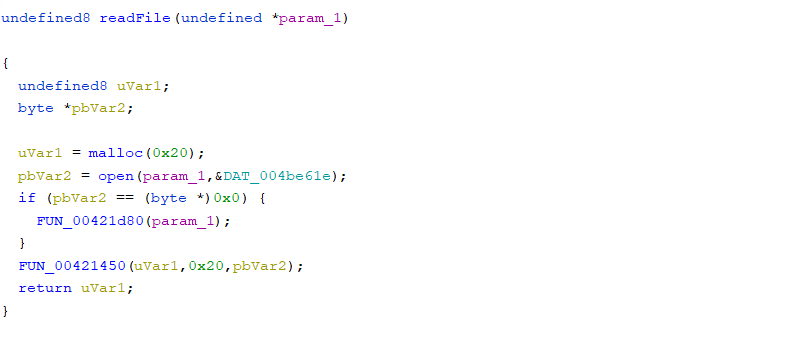 undefined8 readFile(undefined *param_1)
{
undefined8 uVar1;
byte *pbVar2;
uVar1 = malloc(0x20);
pbVar2 = open(param_1,&DAT_004be61e);
if (pbVar2 == (byte *)0x0) {
FUN_00421d80(param_1);
}
FUN_00421450(uVar1,0x20,pbVar2);
return uVar1;
}